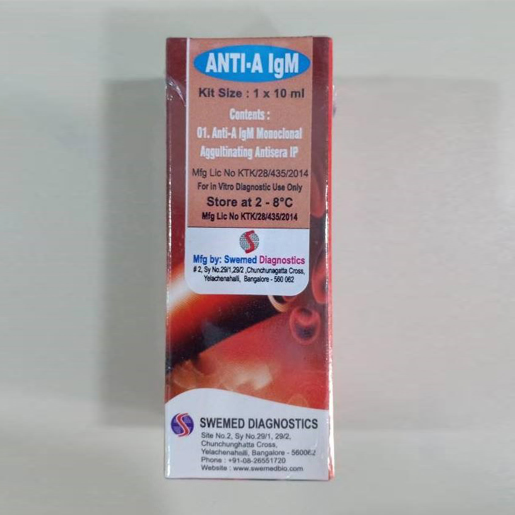 ANTI-A IgM
Kit Size : 1 x 10 ml
Contents :
01. Anti-A IgM Monoclonal
Aggultinating Antisera IP
Mfg Lic No KTK/28/435/2014
For In Vitro Diagnostic Use Only
Store at 2 - 8°C
Mfg Lic No KTK/28/435/2014
Mfg by: Swemed Diagnostics
# 2, Sy No.29/1,29/2 ,Chunchunagatta Cross,
Yelachenahalli, Bangalore - 560 062
SWEMED DIAGNOSTICS
Site No.2, Sy No.29/1, 29/2,
Chunchunghatta Cross,
Yelachenahalli, Bangalore - 560062
Phone : +91-08-26551720
Website : www.swemedbio.com